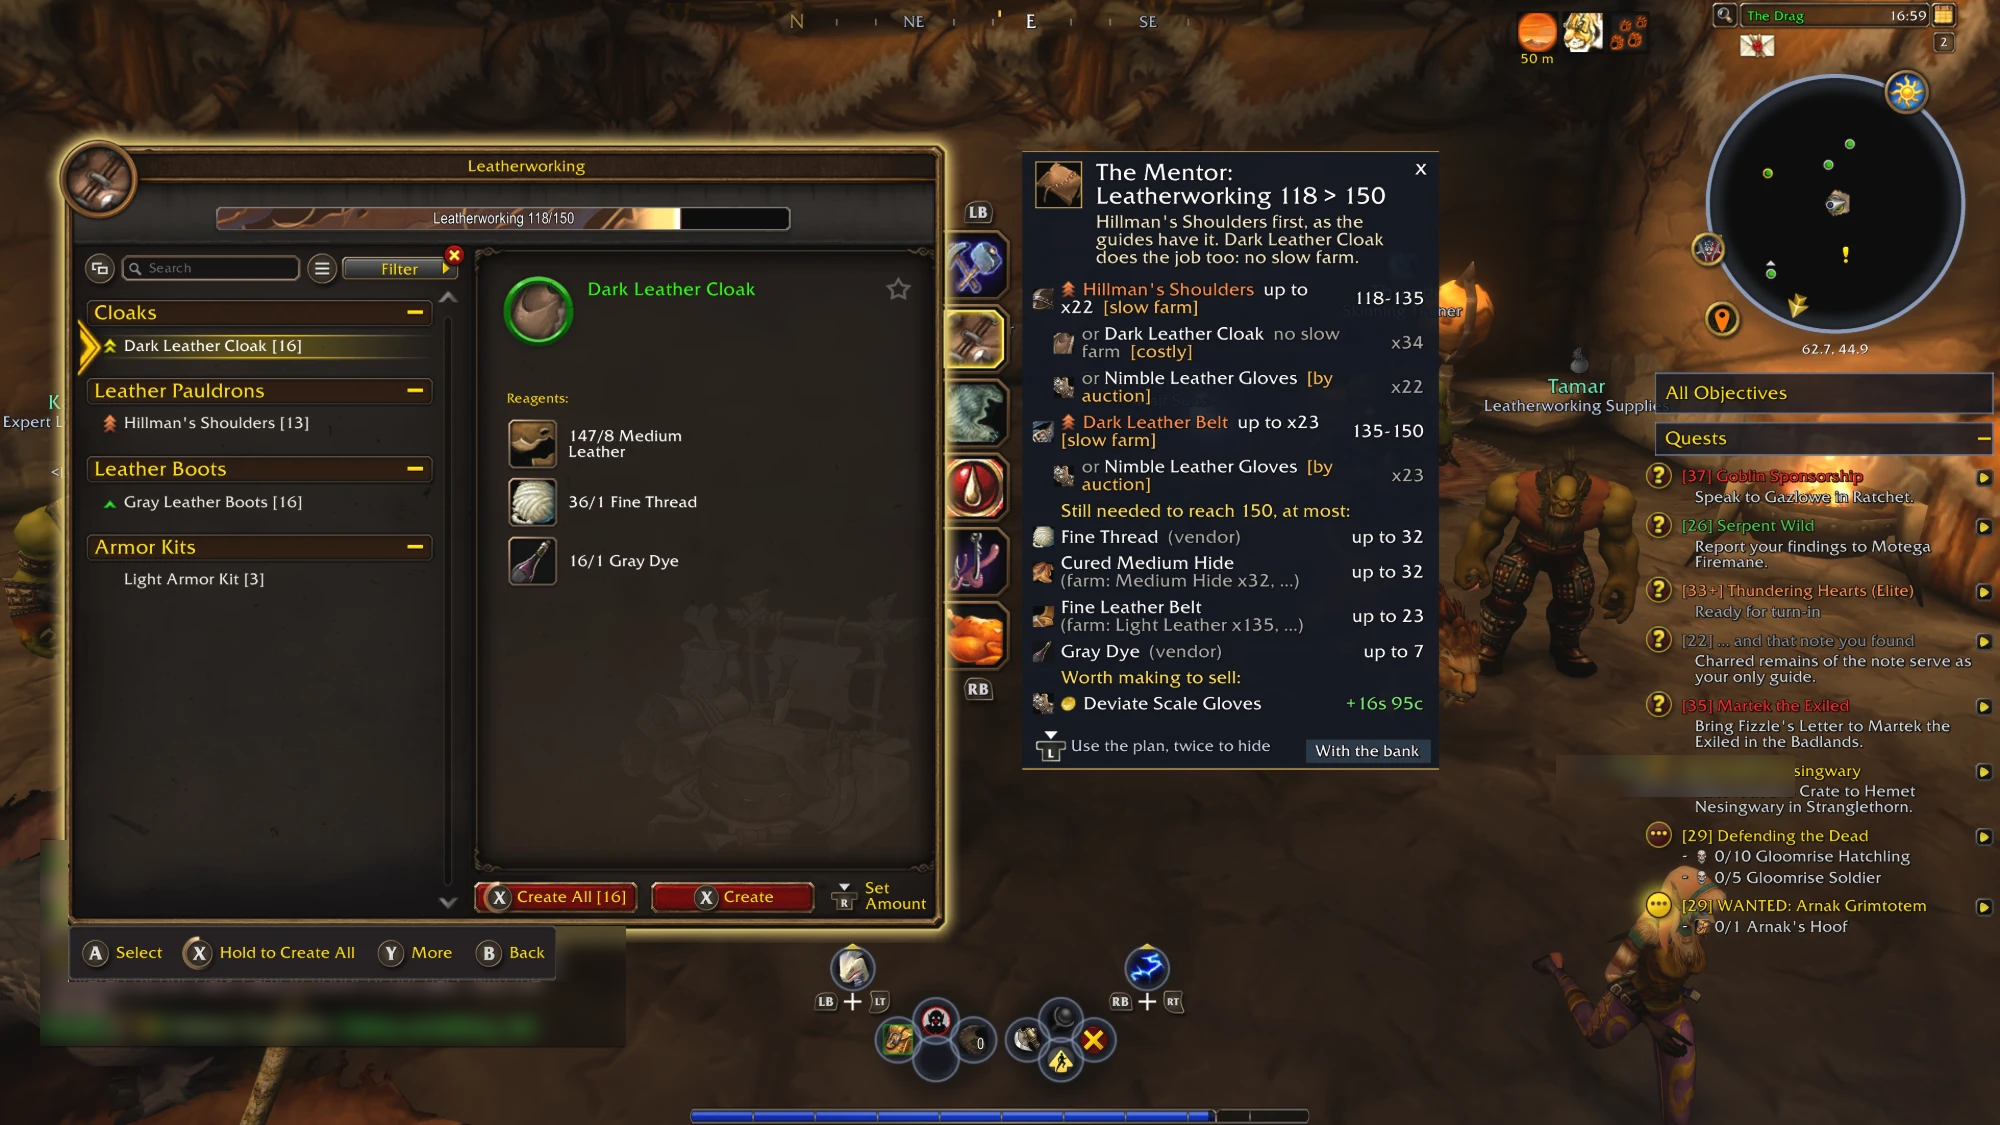 N
NE
E
SE
50 m
The Drag
16:59
2
62.7, 44.9
Leatherworking
Leatherworking 118/150
Search
Filter
Cloaks
Dark Leather Cloak [16]
Leather Pauldrons
Hillman's Shoulders [13]
Leather Boots
Gray Leather Boots [16]
Armor Kits
Light Armor Kit [3]
Dark Leather Cloak
Reagents:
147/8 Medium
Leather
36/1 Fine Thread
16/1 Gray Dye
X Create All [16]
X Create
R
Set
Amount
A Select
X Hold to Create All
Y More
B Back
LB
RB
The Mentor:
Leatherworking 118 > 150
X
Hillman's Shoulders first, as the
guides have it. Dark Leather Cloak
does the job too: no slow farm.
Hillman's Shoulders up to
x22 [slow farm]
118-135
or Dark Leather Cloak no slow
farm [costly]
x34
or Nimble Leather Gloves [by
auction]
x22
Dark Leather Belt up to x23
[slow farm]
135-150
or Nimble Leather Gloves [by
auction]
x23
Still needed to reach 150, at most:
Fine Thread (vendor) up to 32
Cured Medium Hide
(farm: Medium Hide x32, ...)
up to 32
Fine Leather Belt
(farm: Light Leather x135, ...)
up to 23
Gray Dye (vendor) up to 7
Worth making to sell:
Deviate Scale Gloves +16s 95c
L
Use the plan, twice to hide
With the bank
K
Expert L
Tamar
Leatherworking Supplie
All Objectives
Quests
[37] Goblin Sponsorship
Speak to Gazlowe in Ratchet.
[26] Serpent Wild
Report your findings to Motega
Firemane.
[33+] Thundering Hearts (Elite)
Ready for turn-in
[22] ... and that note you found
Charred remains of the note serve as
your only guide.
[35] Martek the Exiled
Bring Fizzle's Letter to Martek the
Exiled in the Badlands.
singwary
Crate to Hemet
Nesingwary in Stranglethorn.
[29] Defending the Dead
- 0/10 Gloomrise Hatchling
- 0/5 Gloomrise Soldier
[29] WANTED: Arnak Grimtotem
- 0/1 Arnak's Hoof
LB + LT
RB + RT
0